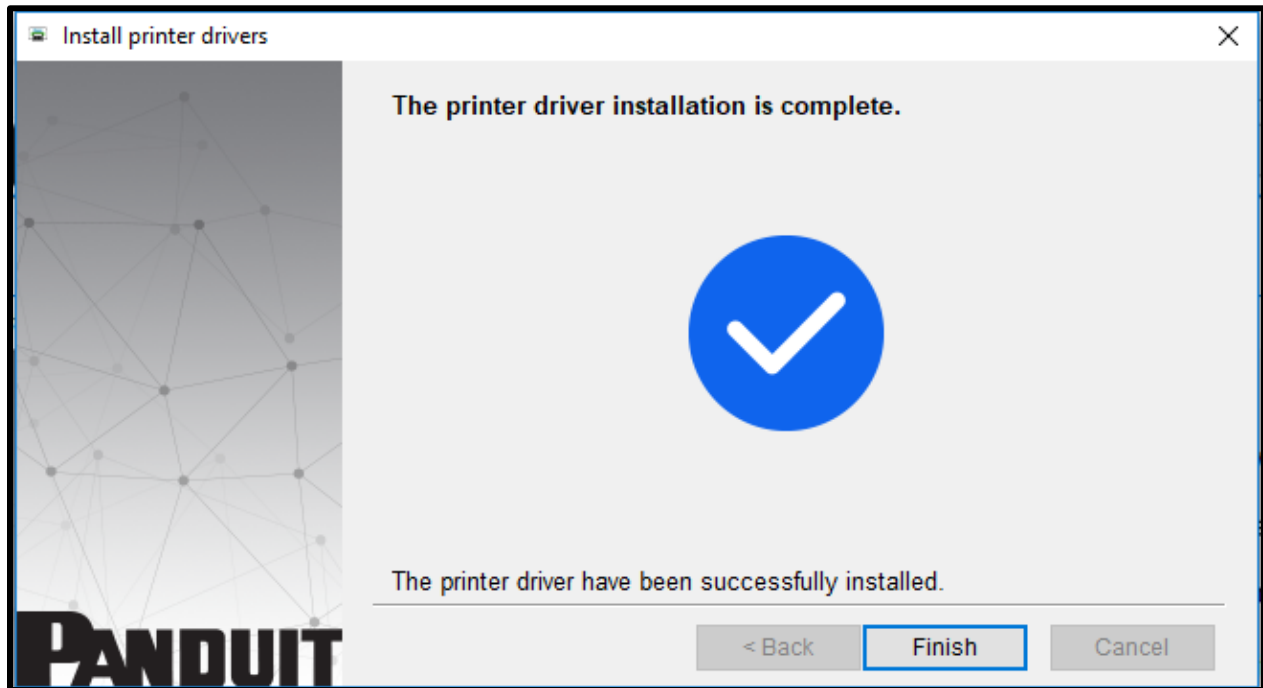 Install printer drivers
The printer driver installation is complete.
The printer driver have been successfully installed.
PANDUIT
< Back
Finish
Cancel